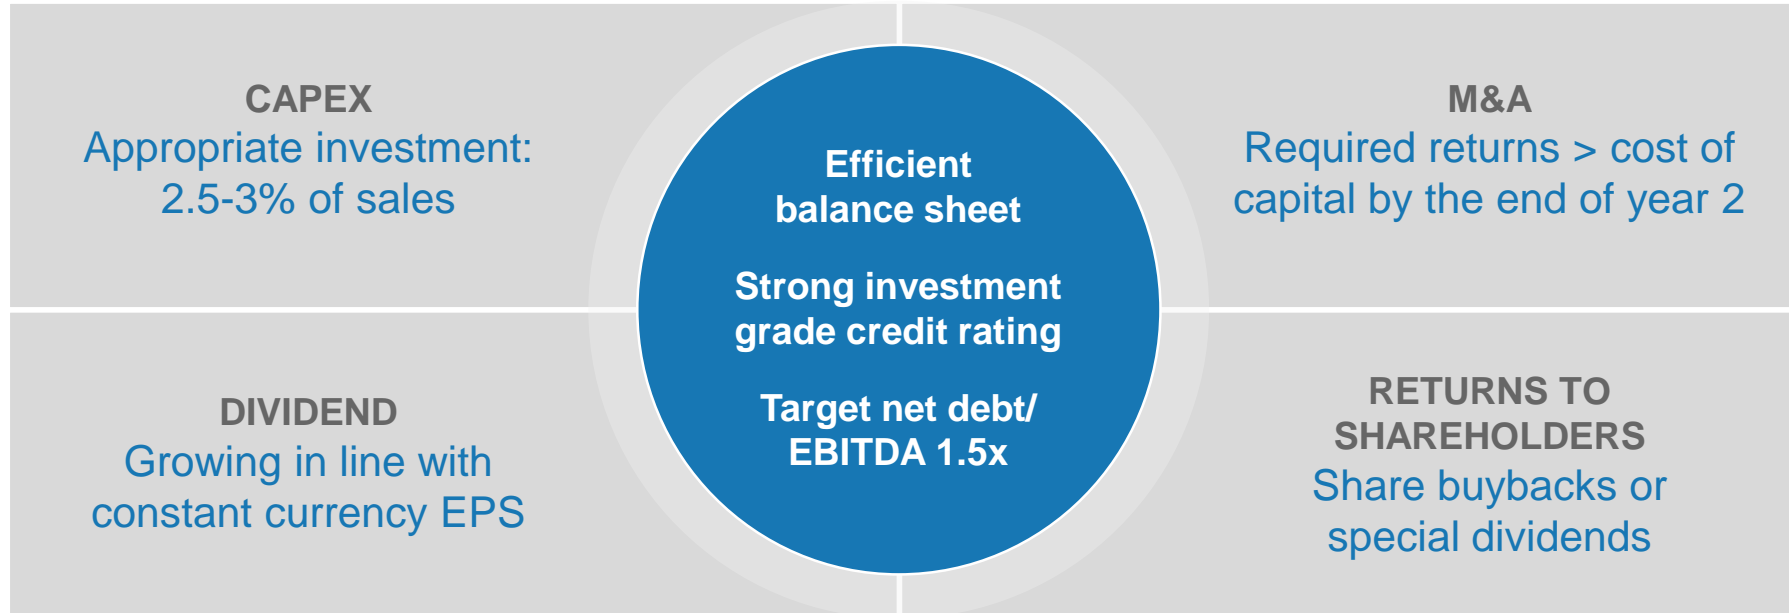 CAPEX
Appropriate investment:
2.5-3% of sales
M&A
Required returns > cost of
capital by the end of year 2
Efficient
balance sheet
Strong investment
grade credit rating
Target net debt/
EBITDA 1.5x
DIVIDEND
Growing in line with
constant currency EPS
RETURNS TO
SHAREHOLDERS
Share buybacks or
special dividends